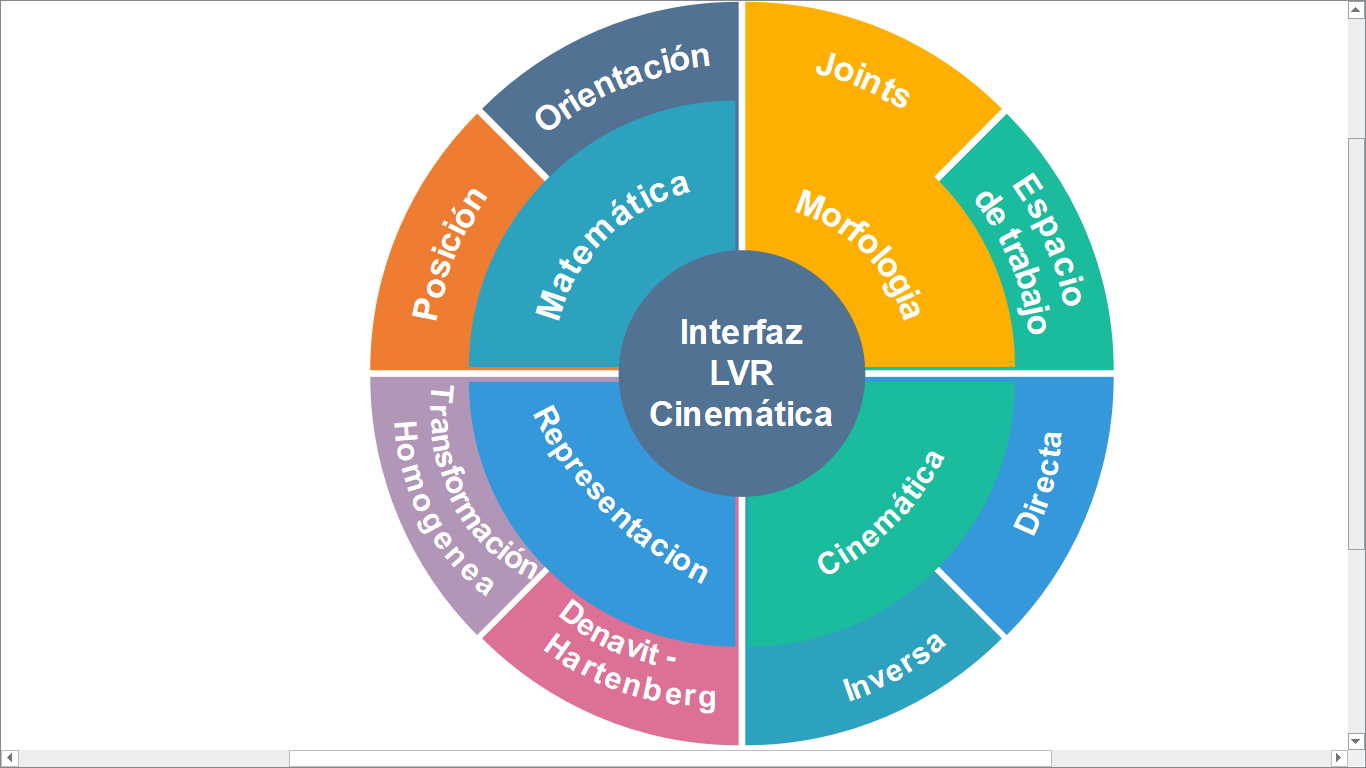 Orientación
Joints
Posición
Matemática
Morfologia
Espacio
de trabajo
Interfaz
LVR
Cinemática
Transformación
Homogenea
Representacion
Cinemática
Directa
Denavit -
Hartenberg
Inversa